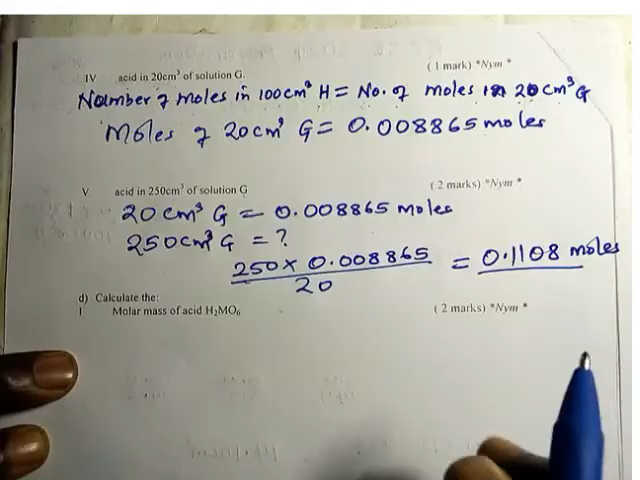 IV acid in 20cm³ of solution G. ( 1 mark) *Nym *
Number of moles in 100cm³ H = No. of moles in 20cm³ G
Moles of 20cm³ G = 0.008865 moles
V acid in 250cm³ of solution G ( 2 marks) *Nym *
20cm³ G = 0.008865 moles
250cm³ G = ?
250 x 0.008865 = 0.1108 moles
20
d) Calculate the:
I Molar mass of acid H₂MO₆ ( 2 marks) *Nym *